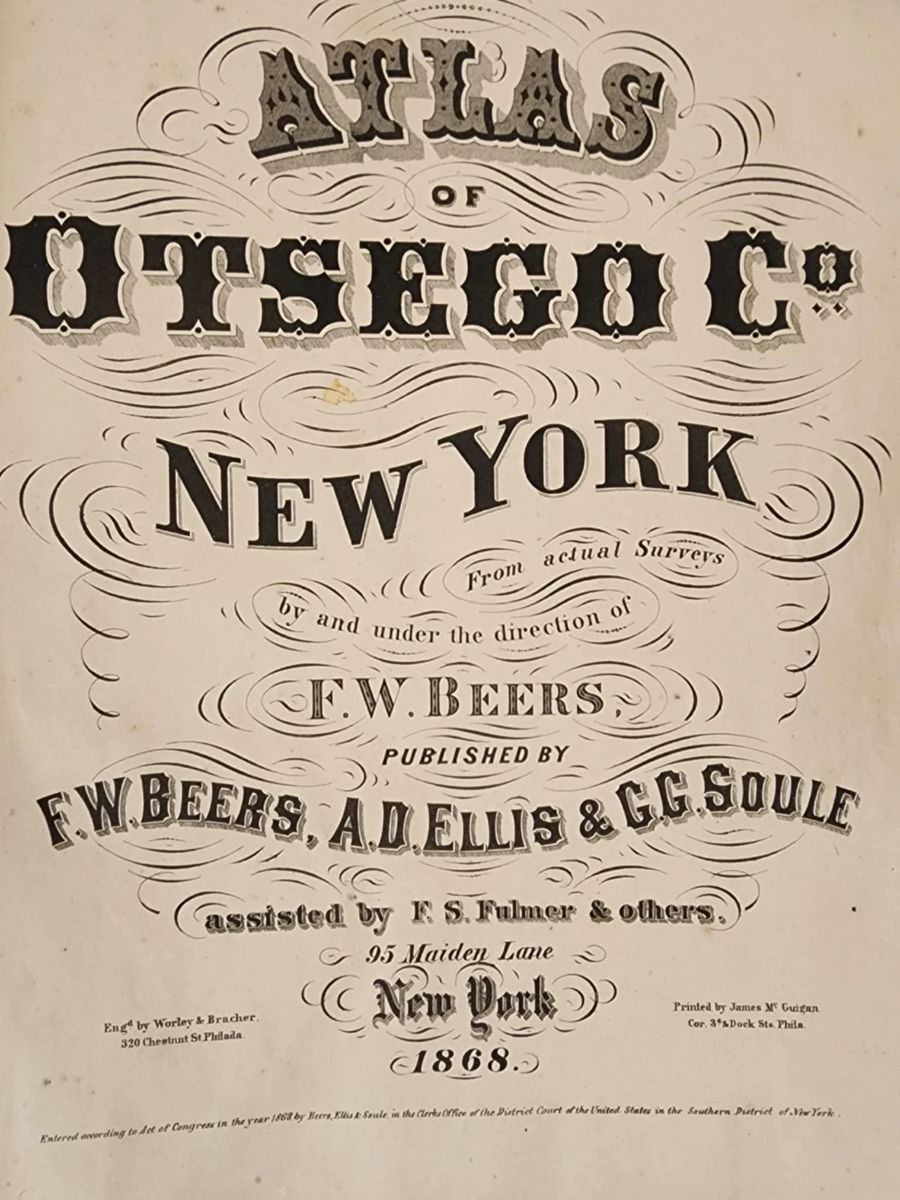 ATLAS
OF
OTSEGO Co.
NEW YORK
From actual Surveys
by and under the direction of
F.W. BEERS,
PUBLISHED BY
F.W. BEERS, A.D. ELLIS & G.G. SOULE
assisted by F. S. Fulmer & others.
95 Maiden Lane
New York
Engd by Worley & Bracher.
320 Chestnut St. Philada.
Printed by James Mc Guigan
Cor. 3d & Dock Sts. Phila.
1868.
Entered according to Act of Congress in the year 1868 by Beers, Ellis & Soule, in the Clerks Office of the District Court of the United States in the Southern District of New York.